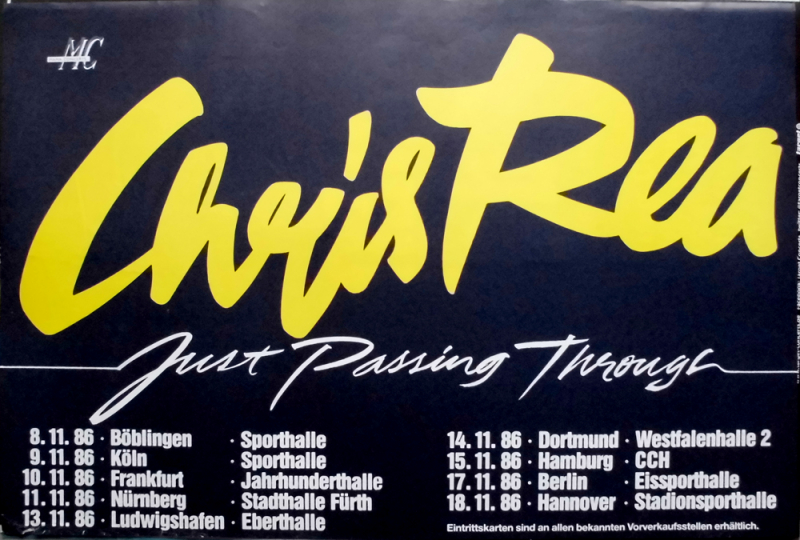 MC
Chris Rea
Just Passing Through
8. 11. 86 · Böblingen · Sporthalle
9. 11. 86 · Köln · Sporthalle
10. 11. 86 · Frankfurt · Jahrhunderthalle
11. 11. 86 · Nürnberg · Stadthalle Fürth
13. 11. 86 · Ludwigshafen · Eberthalle
14. 11. 86 · Dortmund · Westfalenhalle 2
15. 11. 86 · Hamburg · CCH
17. 11. 86 · Berlin · Eissporthalle
18. 11. 86 · Hannover · Stadionsporthalle
Eintrittskarten sind an allen bekannten Vorverkaufsstellen erhältlich.